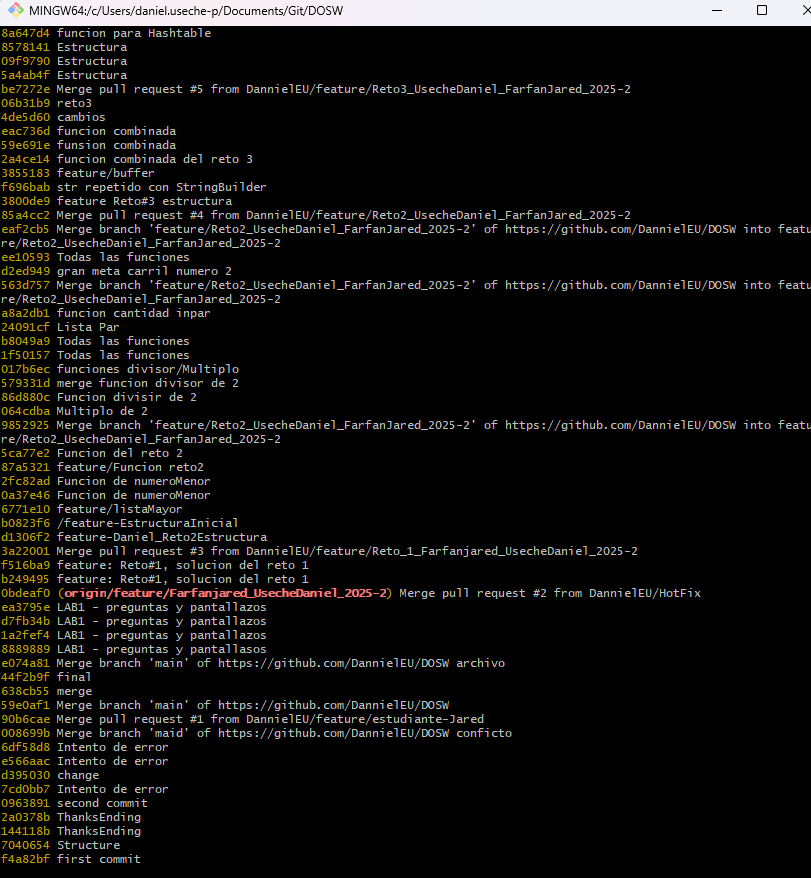 MINGW64:/c/Users/daniel.useche-p/Documents/Git/DOSW
8a647d4 funcion para Hashtable
8578141 Estructura
09f9790 Estructura
5a4ab4f Estructura
be7272e Merge pull request #5 from DannielEU/feature/Reto3_UsecheDaniel_FarfanJared_2025-2
06b31b9 reto3
4de5d60 cambios
eac736d funcion combinada
59e691e funsion combinada
2a4ce14 funcion combinada del reto 3
3855183 feature/buffer
f696bab str repetido con StringBuilder
3800de9 feature Reto#3 estructura
85a4cc2 Merge pull request #4 from DannielEU/feature/Reto2_UsecheDaniel_FarfanJared_2025-2
eaf2cb5 Merge branch 'feature/Reto2_UsecheDaniel_FarfanJared_2025-2' of https://github.com/DannielEU/DOSW into featu
re/Reto2_UsecheDaniel_FarfanJared_2025-2
ee10593 Todas las funciones
d2ed949 gran meta carril numero 2
563d757 Merge branch 'feature/Reto2_UsecheDaniel_FarfanJared_2025-2' of https://github.com/DannielEU/DOSW into featu
re/Reto2_UsecheDaniel_FarfanJared_2025-2
a8a2db1 funcion cantidad inpar
24091cf Lista Par
b8049a9 Todas las funciones
1f50157 Todas las funciones
017b6ec funciones divisor/Multiplo
579331d merge funcion divisor de 2
86d880c Funcion divisir de 2
064cdba Multiplo de 2
9852925 Merge branch 'feature/Reto2_UsecheDaniel_FarfanJared_2025-2' of https://github.com/DannielEU/DOSW into featu
re/Reto2_UsecheDaniel_FarfanJared_2025-2
5ca77e2 Funcion del reto 2
87a5321 feature/Funcion reto2
2fc82ad Funcion de numeroMenor
0a37e46 Funcion de numeroMenor
6771e10 feature/listaMayor
b0823f6 /feature-EstructuraInicial
d1306f2 feature-Daniel_Reto2Estructura
3a22001 Merge pull request #3 from DannielEU/feature/Reto_1_Farfanjared_UsecheDaniel_2025-2
f516ba9 feature: Reto#1, solucion del reto 1
b249495 feature: Reto#1, solucion del reto 1
0bdeaf0 (origin/feature/Farfanjared_UsecheDaniel_2025-2) Merge pull request #2 from DannielEU/HotFix
ea3795e LAB1 - preguntas y pantallazos
d7fb34b LAB1 - preguntas y pantallazos
1a2fef4 LAB1 - preguntas y pantallazos
8889889 LAB1 - preguntas y pantallasos
e074a81 Merge branch 'main' of https://github.com/DannielEU/DOSW archivo
44f2b9f final
638cb55 merge
59e0af1 Merge branch 'main' of https://github.com/DannielEU/DOSW
90b6cae Merge pull request #1 from DannielEU/feature/estudiante-Jared
008699b Merge branch 'maid' of https://github.com/DannielEU/DOSW conficto
6df58d8 Intento de error
e566aac Intento de error
d395030 change
7cd0bb7 Intento de error
0963891 second commit
2a0378b ThanksEnding
144118b ThanksEnding
7040654 Structure
f4a82bf first commit